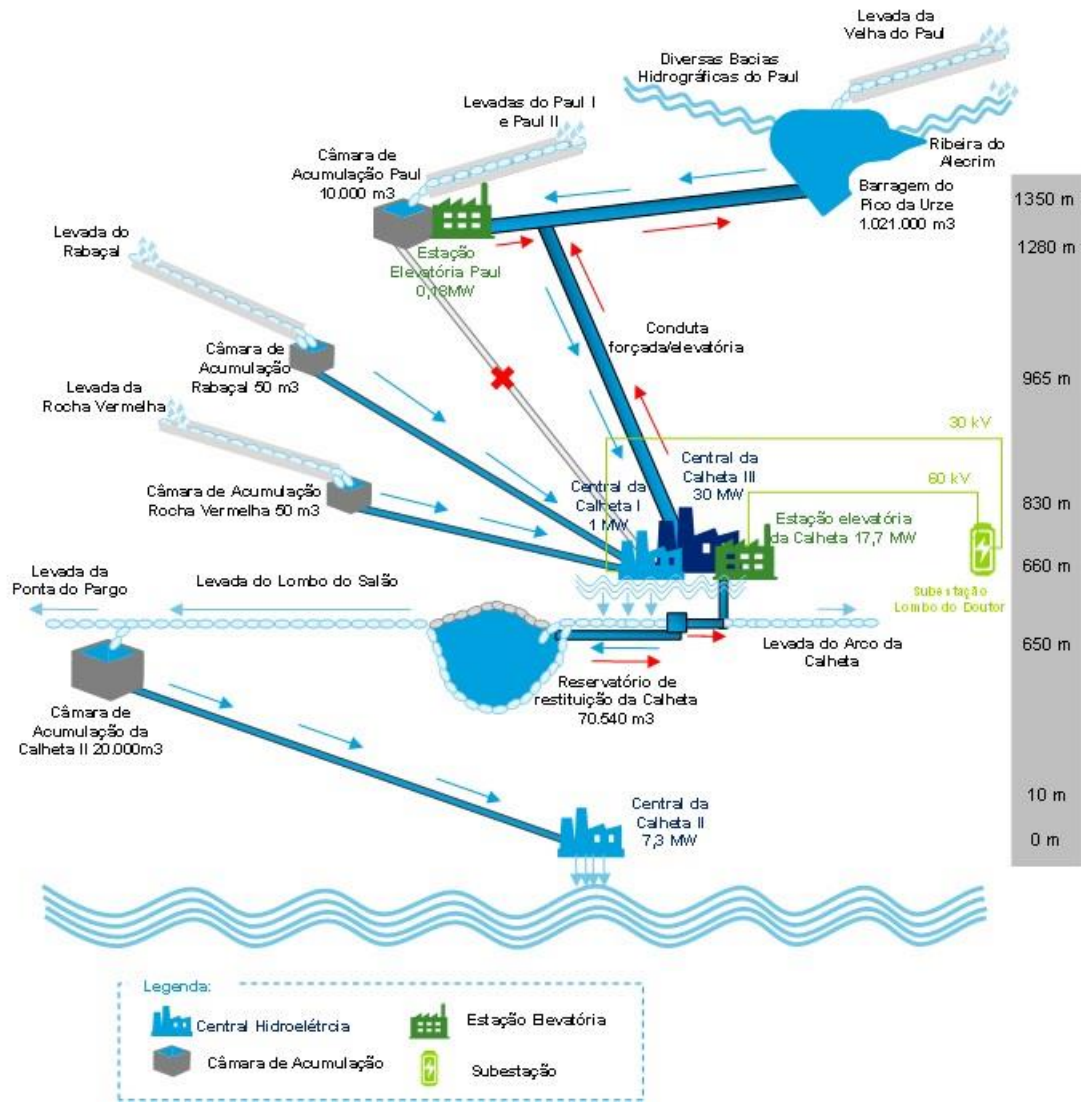 Levada da
Velha do Paul
Diversas Bacias
Hidrográficas do Paul
Levadas do Paul I
e Paul II
Ribeira do
Alecrim
Câmara de
Acumulação Paul
10.000 m3
Barragem do
Pico da Urze
1.021.000 m3
1350 m
Levada do
Rabaçal
Estação
Elevatória Paul
0,18MW
1280 m
Conduta
forçada/elevatória
Câmara de
Acumulação
Rabaçal 50 m3
965 m
Levada da
Rocha Vermelha
30 kV
Central da
Calheta III
30 MW
60 kV
Câmara de Acumulação
Rocha Vermelha 50 m3
Central da
Calheta I
1 MW
830 m
Estação elevatória
da Calheta 17,7 MW
Levada da
Ponta do Pargo
Levada do Lombo do Salão
660 m
Subestação
Lombo do Doutor
Levada do Arco da
Calheta
650 m
Reservatório de
restituição da Calheta
70.540 m3
Câmara de
Acumulação da
Calheta II 20.000m3
10 m
Central da
Calheta II
7,3 MW
0 m
Legenda:
Central Hidroelétrcia
Estação Elevatória
Câmara de Acumulação
Subestação